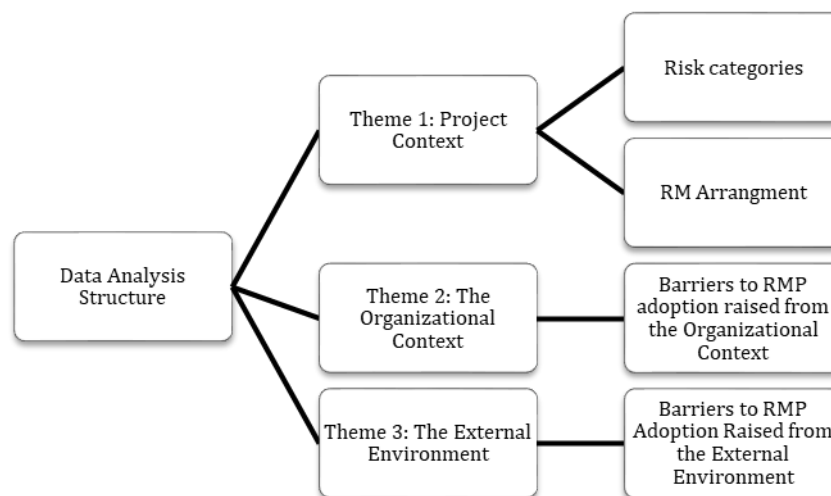 Data Analysis
Structure
Theme 1: Project
Context
Risk categories
RM Arrangment
Theme 2: The
Organizational
Context
Barriers to RMP
adoption raised from
the Organizational
Context
Theme 3: The External
Environment
Barriers to RMP
Adoption Raised from
the External
Environment